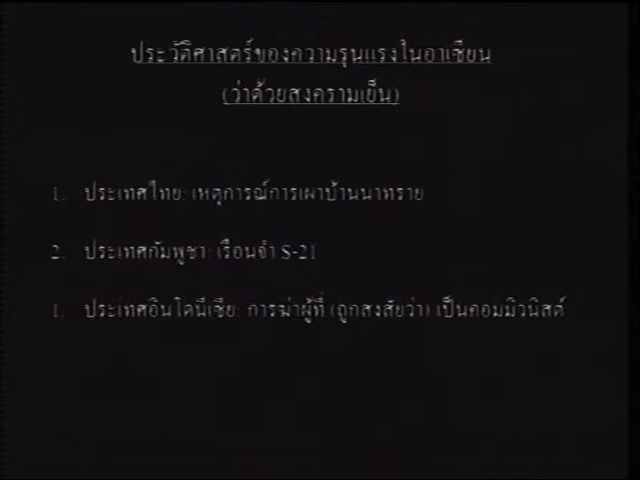 ประวัติศาสตร์ของความรุนแรงในอาเซียน
(ว่าด้วยสงครามเย็น)
1. ประเทศไทย: เหตุการณ์การเผาบ้านนาทราย
2. ประเทศกัมพูชา: เรือนจำ S-21
1. ประเทศอินโดนีเซีย: การฆ่าผู้ที่ (ถูกสงสัยว่า) เป็นคอมมิวนิสต์